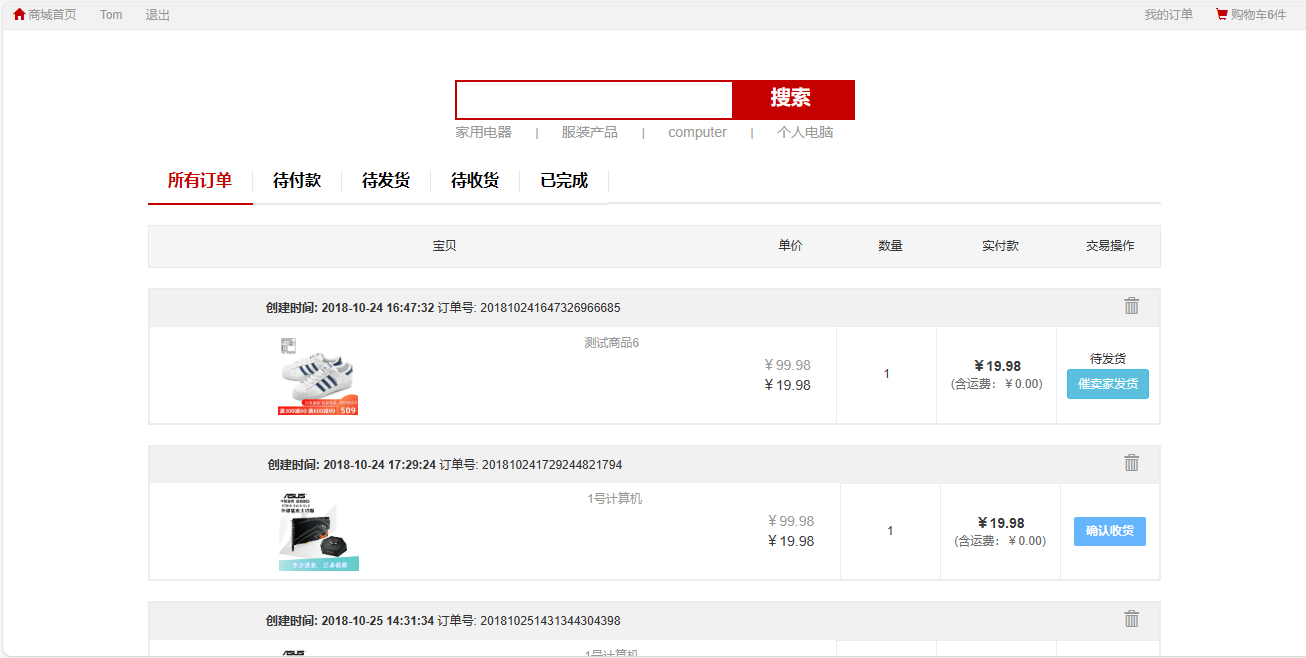 商城首页 Tom 退出 我的订单 购物车6件
搜索
家用电器 | 服装产品 | computer | 个人电脑
所有订单 待付款 待发货 待收货 已完成
宝贝 单价 数量 实付款 交易操作
创建时间: 2018-10-24 16:47:32 订单号: 201810241647326966685
测试商品6
￥99.98
￥19.98
1
￥19.98
(含运费：￥0.00)
待发货
催卖家发货
满300减60 满600减90 509
创建时间: 2018-10-24 17:29:24 订单号: 201810241729244821794
ASUS
1号计算机
￥99.98
￥19.98
1
￥19.98
(含运费：￥0.00)
确认收货
创建时间: 2018-10-25 14:31:34 订单号: 201810251431344304398
1号计算机